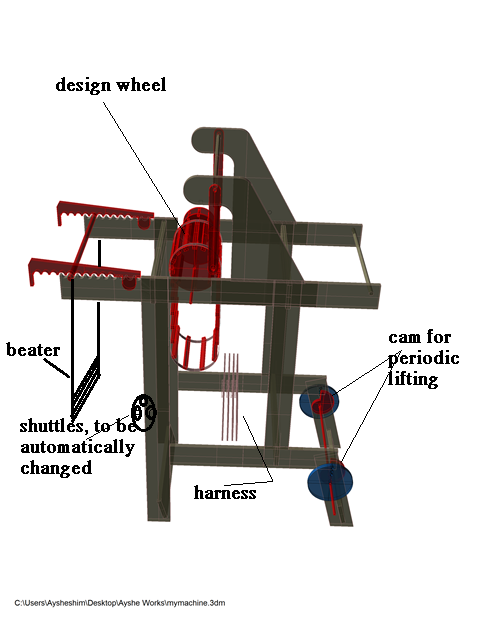 design wheel
cam for
periodic
lifting
beater
shuttles, to be
automatically
changed
harness
C:\Users\Aysheshim\Desktop\Ayshe Works\mymachine.3dm